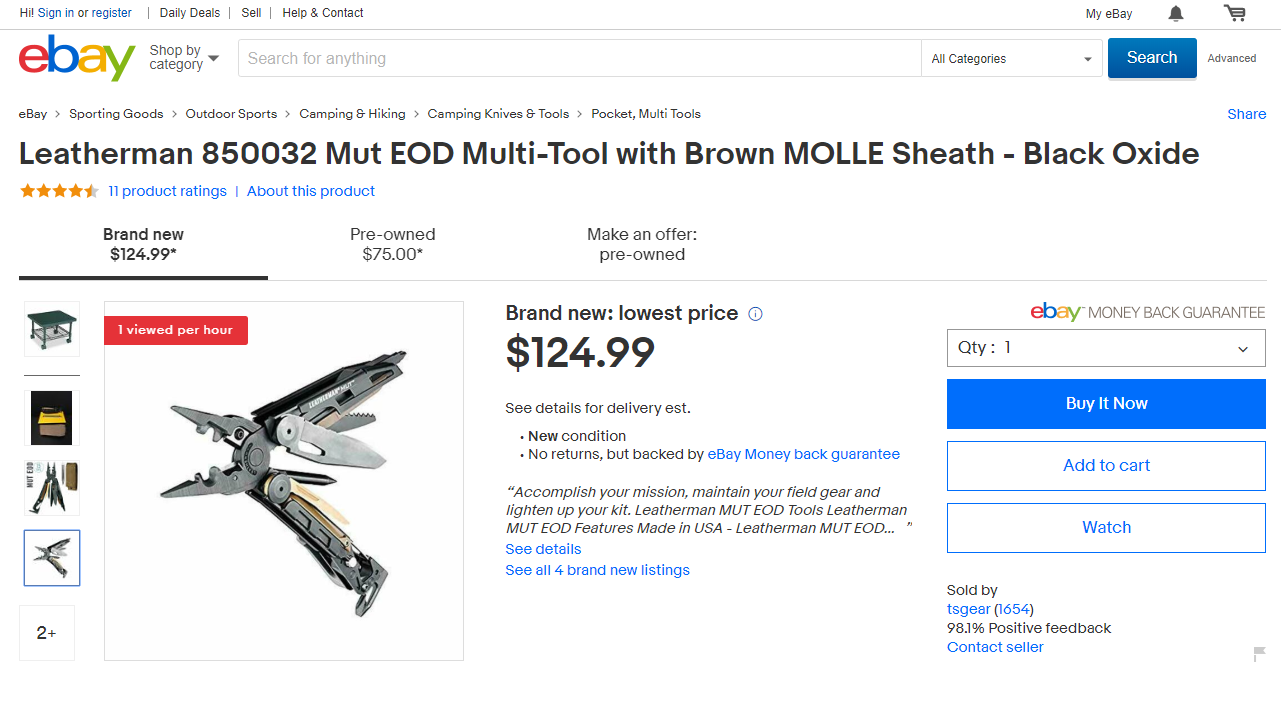 Hi! Sign in or register | Daily Deals | Sell | Help & Contact
My eBay
ebay
Shop by
category
Search for anything
All Categories
Search
Advanced
eBay > Sporting Goods > Outdoor Sports > Camping & Hiking > Camping Knives & Tools > Pocket, Multi Tools
Share
Leatherman 850032 Mut EOD Multi-Tool with Brown MOLLE Sheath - Black Oxide
11 product ratings | About this product
Brand new
$124.99*
Pre-owned
$75.00*
Make an offer:
pre-owned
MUT EOD
2+
1 viewed per hour
LEATHERMAN MUT
Brand new: lowest price
$124.99
See details for delivery est.
• New condition
• No returns, but backed by eBay Money back guarantee
“Accomplish your mission, maintain your field gear and
lighten up your kit. Leatherman MUT EOD Tools Leatherman
MUT EOD Features Made in USA - Leatherman MUT EOD... ”
See details
See all 4 brand new listings
ebay MONEY BACK GUARANTEE
Qty : 1
Buy It Now
Add to cart
Watch
Sold by
tsgear (1654)
98.1% Positive feedback
Contact seller